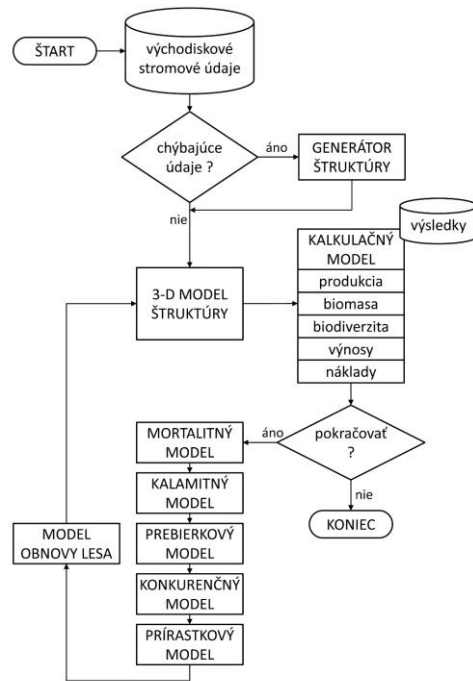 ŠTART
východiskové
stromové údaje
chýbajúce
údaje ?
áno
GENERÁTOR
ŠTRUKTÚRY
nie
výsledky
KALKULAČNÝ
MODEL
produkcia
biomasa
biodiverzita
výnosy
náklady
3-D MODEL
ŠTRUKTÚRY
pokračovať
?
áno
nie
KONIEC
MORTALITNÝ
MODEL
KALAMITNÝ
MODEL
PREBIERKOVÝ
MODEL
KONKURENČNÝ
MODEL
PRÍRASTKOVÝ
MODEL
MODEL
OBNOVY LESA